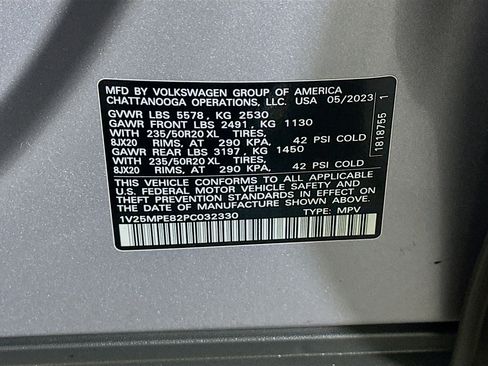 MFD BY VOLKSWAGEN GROUP OF AMERICA
CHATTANOOGA OPERATIONS, LLC. USA 05/2023
GVWR LBS 5578, KG 2530
GAWR FRONT LBS 2491, KG 1130
WITH 235/50R20 XL TIRES,
8JX20 RIMS, AT 290 KPA, 42 PSI COLD
GAWR REAR LBS 3197, KG 1450
WITH 235/50R20 XL TIRES,
8JX20 RIMS, AT 290 KPA, 42 PSI COLD
THIS VEHICLE CONFORMS TO ALL APPLICABLE
U.S. FEDERAL MOTOR VEHICLE SAFETY AND
THEFT PREVENTION STANDARDS IN EFFECT ON
THE DATE OF MANUFACTURE SHOWN ABOVE.
1V25MPE82PC032330 TYPE: MPV
1818755 1